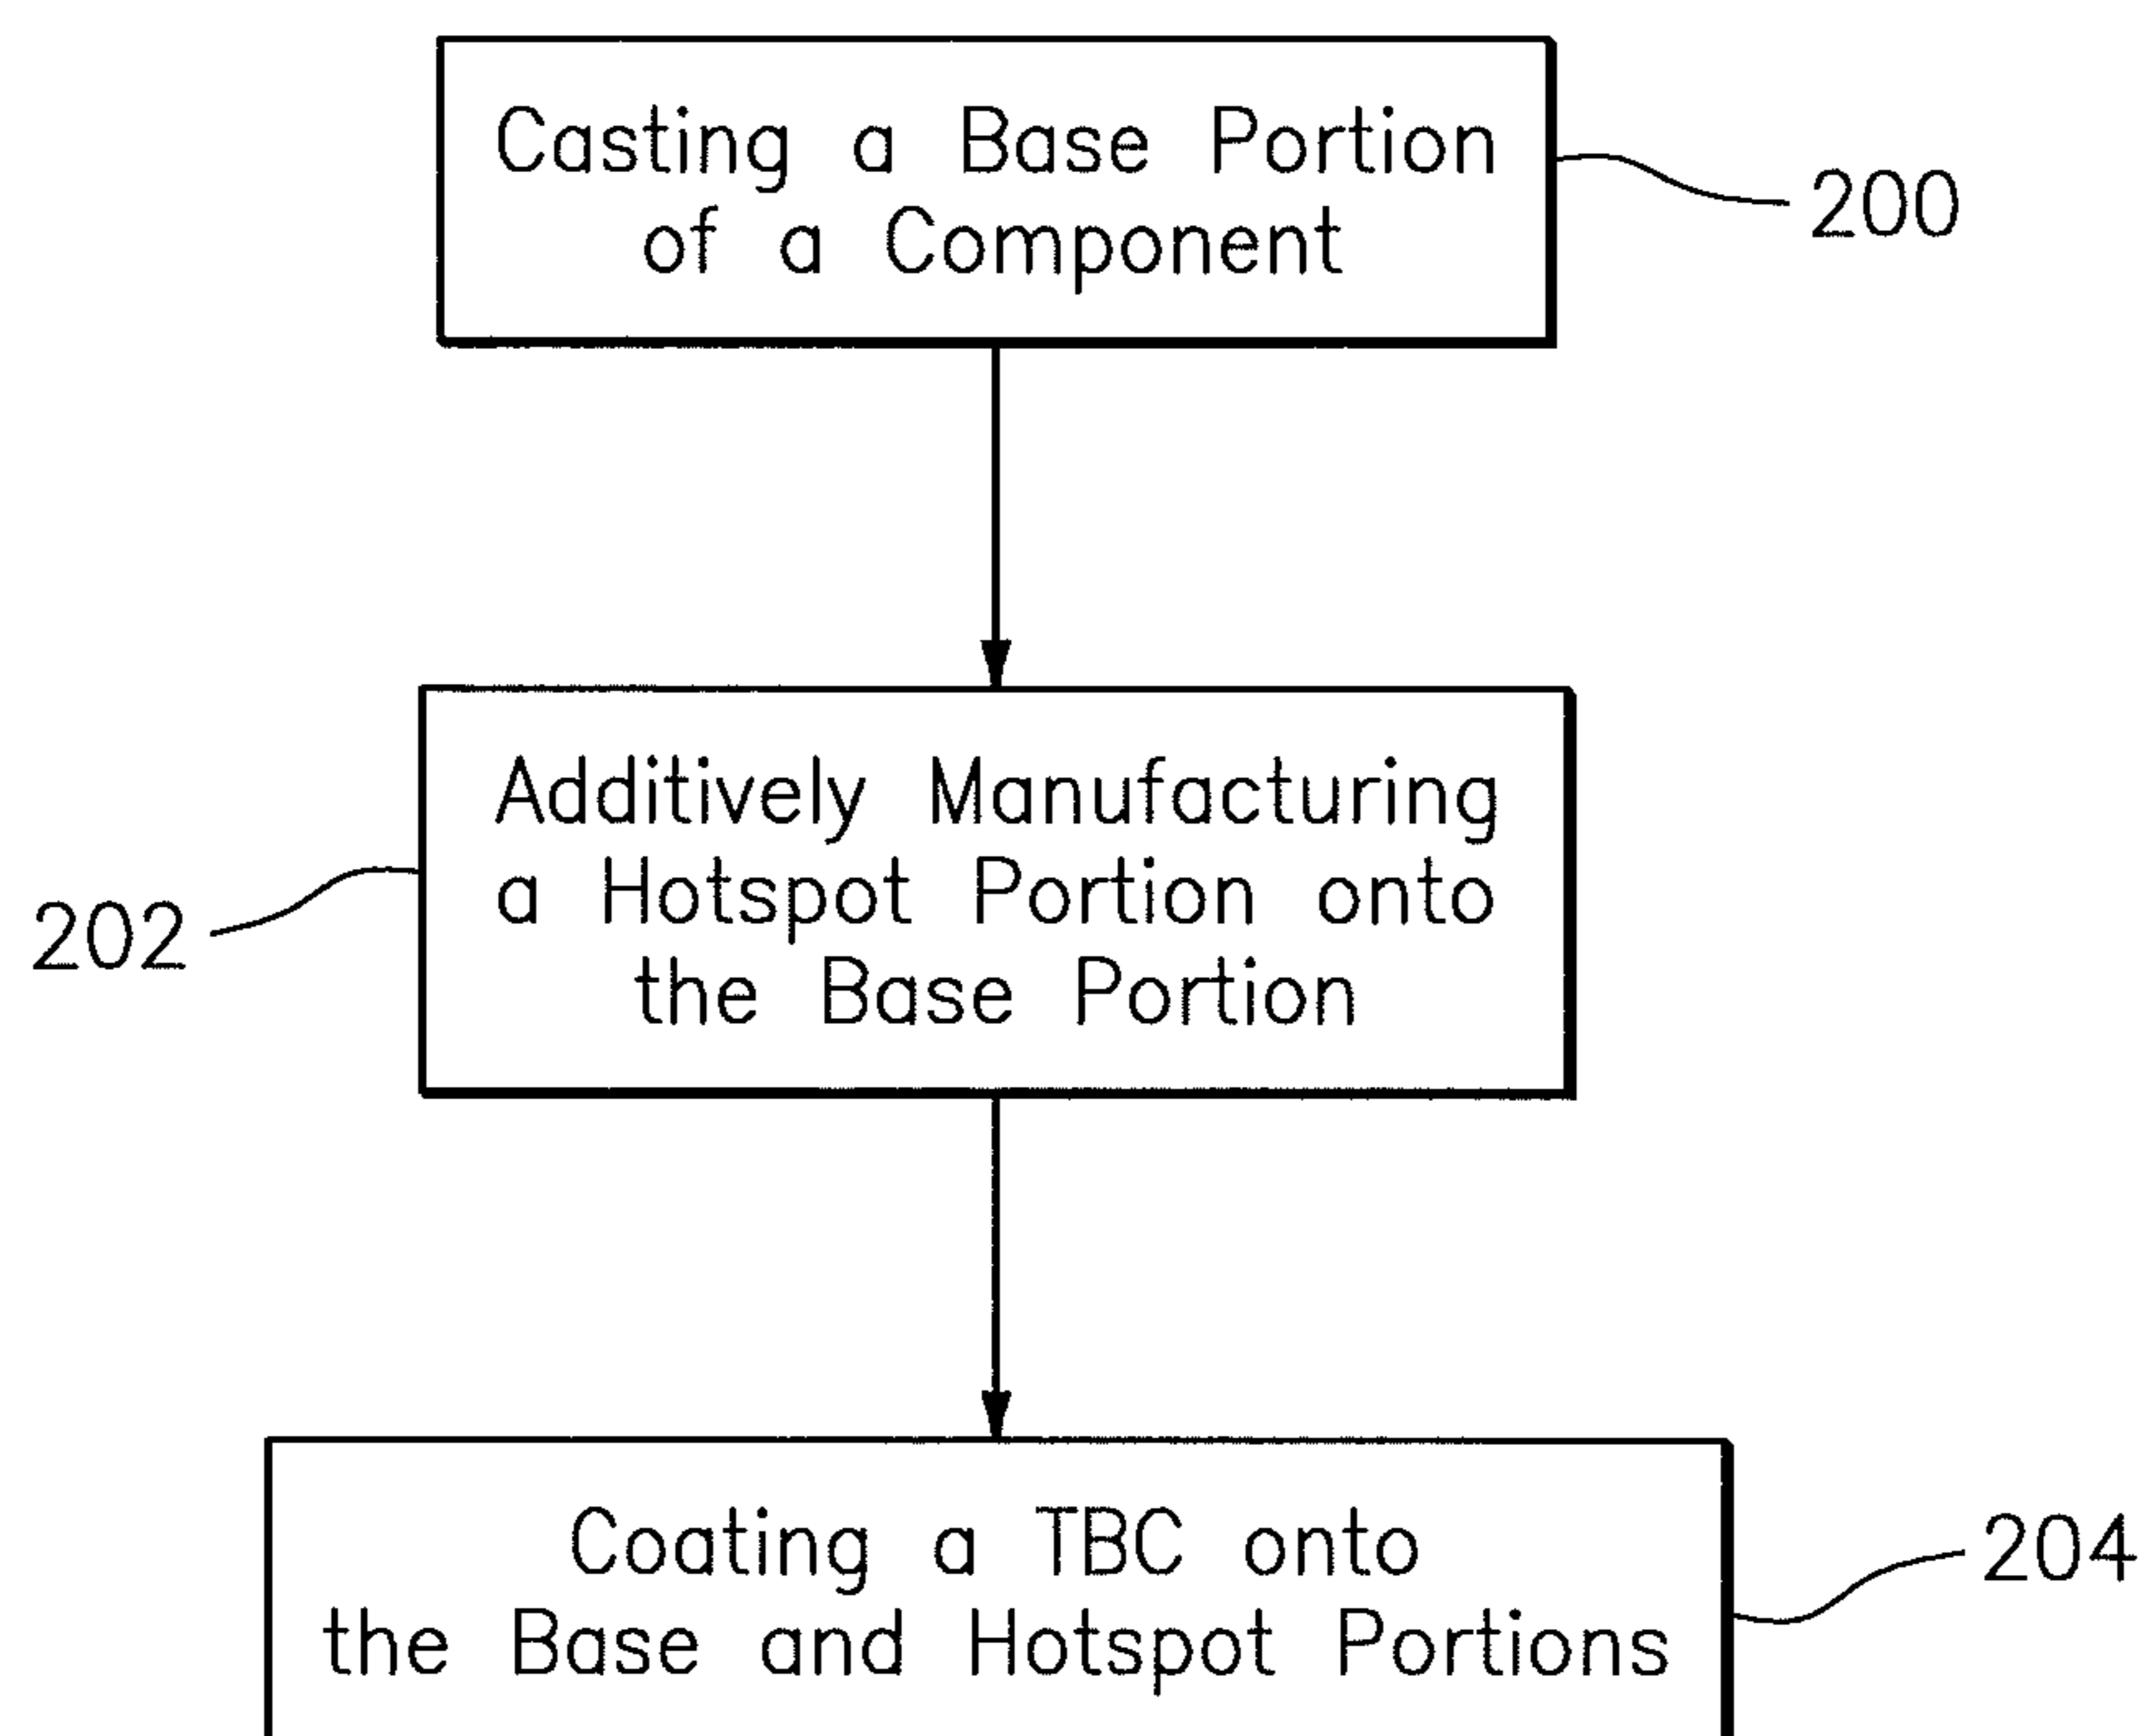 Casting a Base Portion
of a Component
200
Additively Manufacturing
a Hotspot Portion onto
the Base Portion
202
Coating a TBC onto
the Base and Hotspot Portions
204